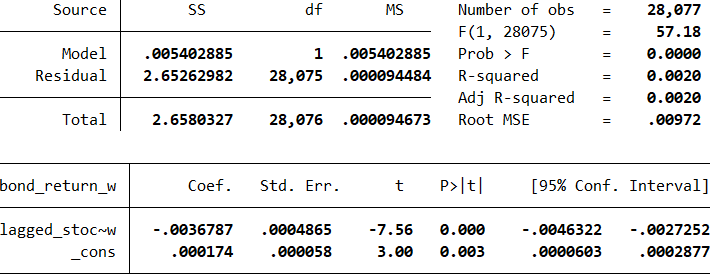 Source SS df MS Number of obs = 28,077
F(1, 28075) = 57.18
Model .005402885 1 .005402885 Prob > F = 0.0000
Residual 2.65262982 28,075 .000094484 R-squared = 0.0020
Adj R-squared = 0.0020
Total 2.6580327 28,076 .000094673 Root MSE = .00972
bond_return_w Coef. Std. Err. t P>|t| [95% Conf. Interval]
lagged_stoc~w -.0036787 .0004865 -7.56 0.000 -.0046322 -.0027252
_cons .000174 .000058 3.00 0.003 .0000603 .0002877